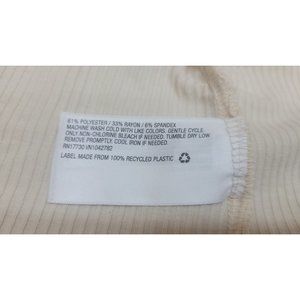 61% POLYESTER / 33% RAYON / 6% SPANDEX
MACHINE WASH COLD WITH LIKE COLORS. GENTLE CYCLE.
ONLY NON-CHLORINE BLEACH IF NEEDED. TUMBLE DRY LOW.
REMOVE PROMPTLY. COOL IRON IF NEEDED.
RN17730 VN1042782
LABEL MADE FROM 100% RECYCLED PLASTIC